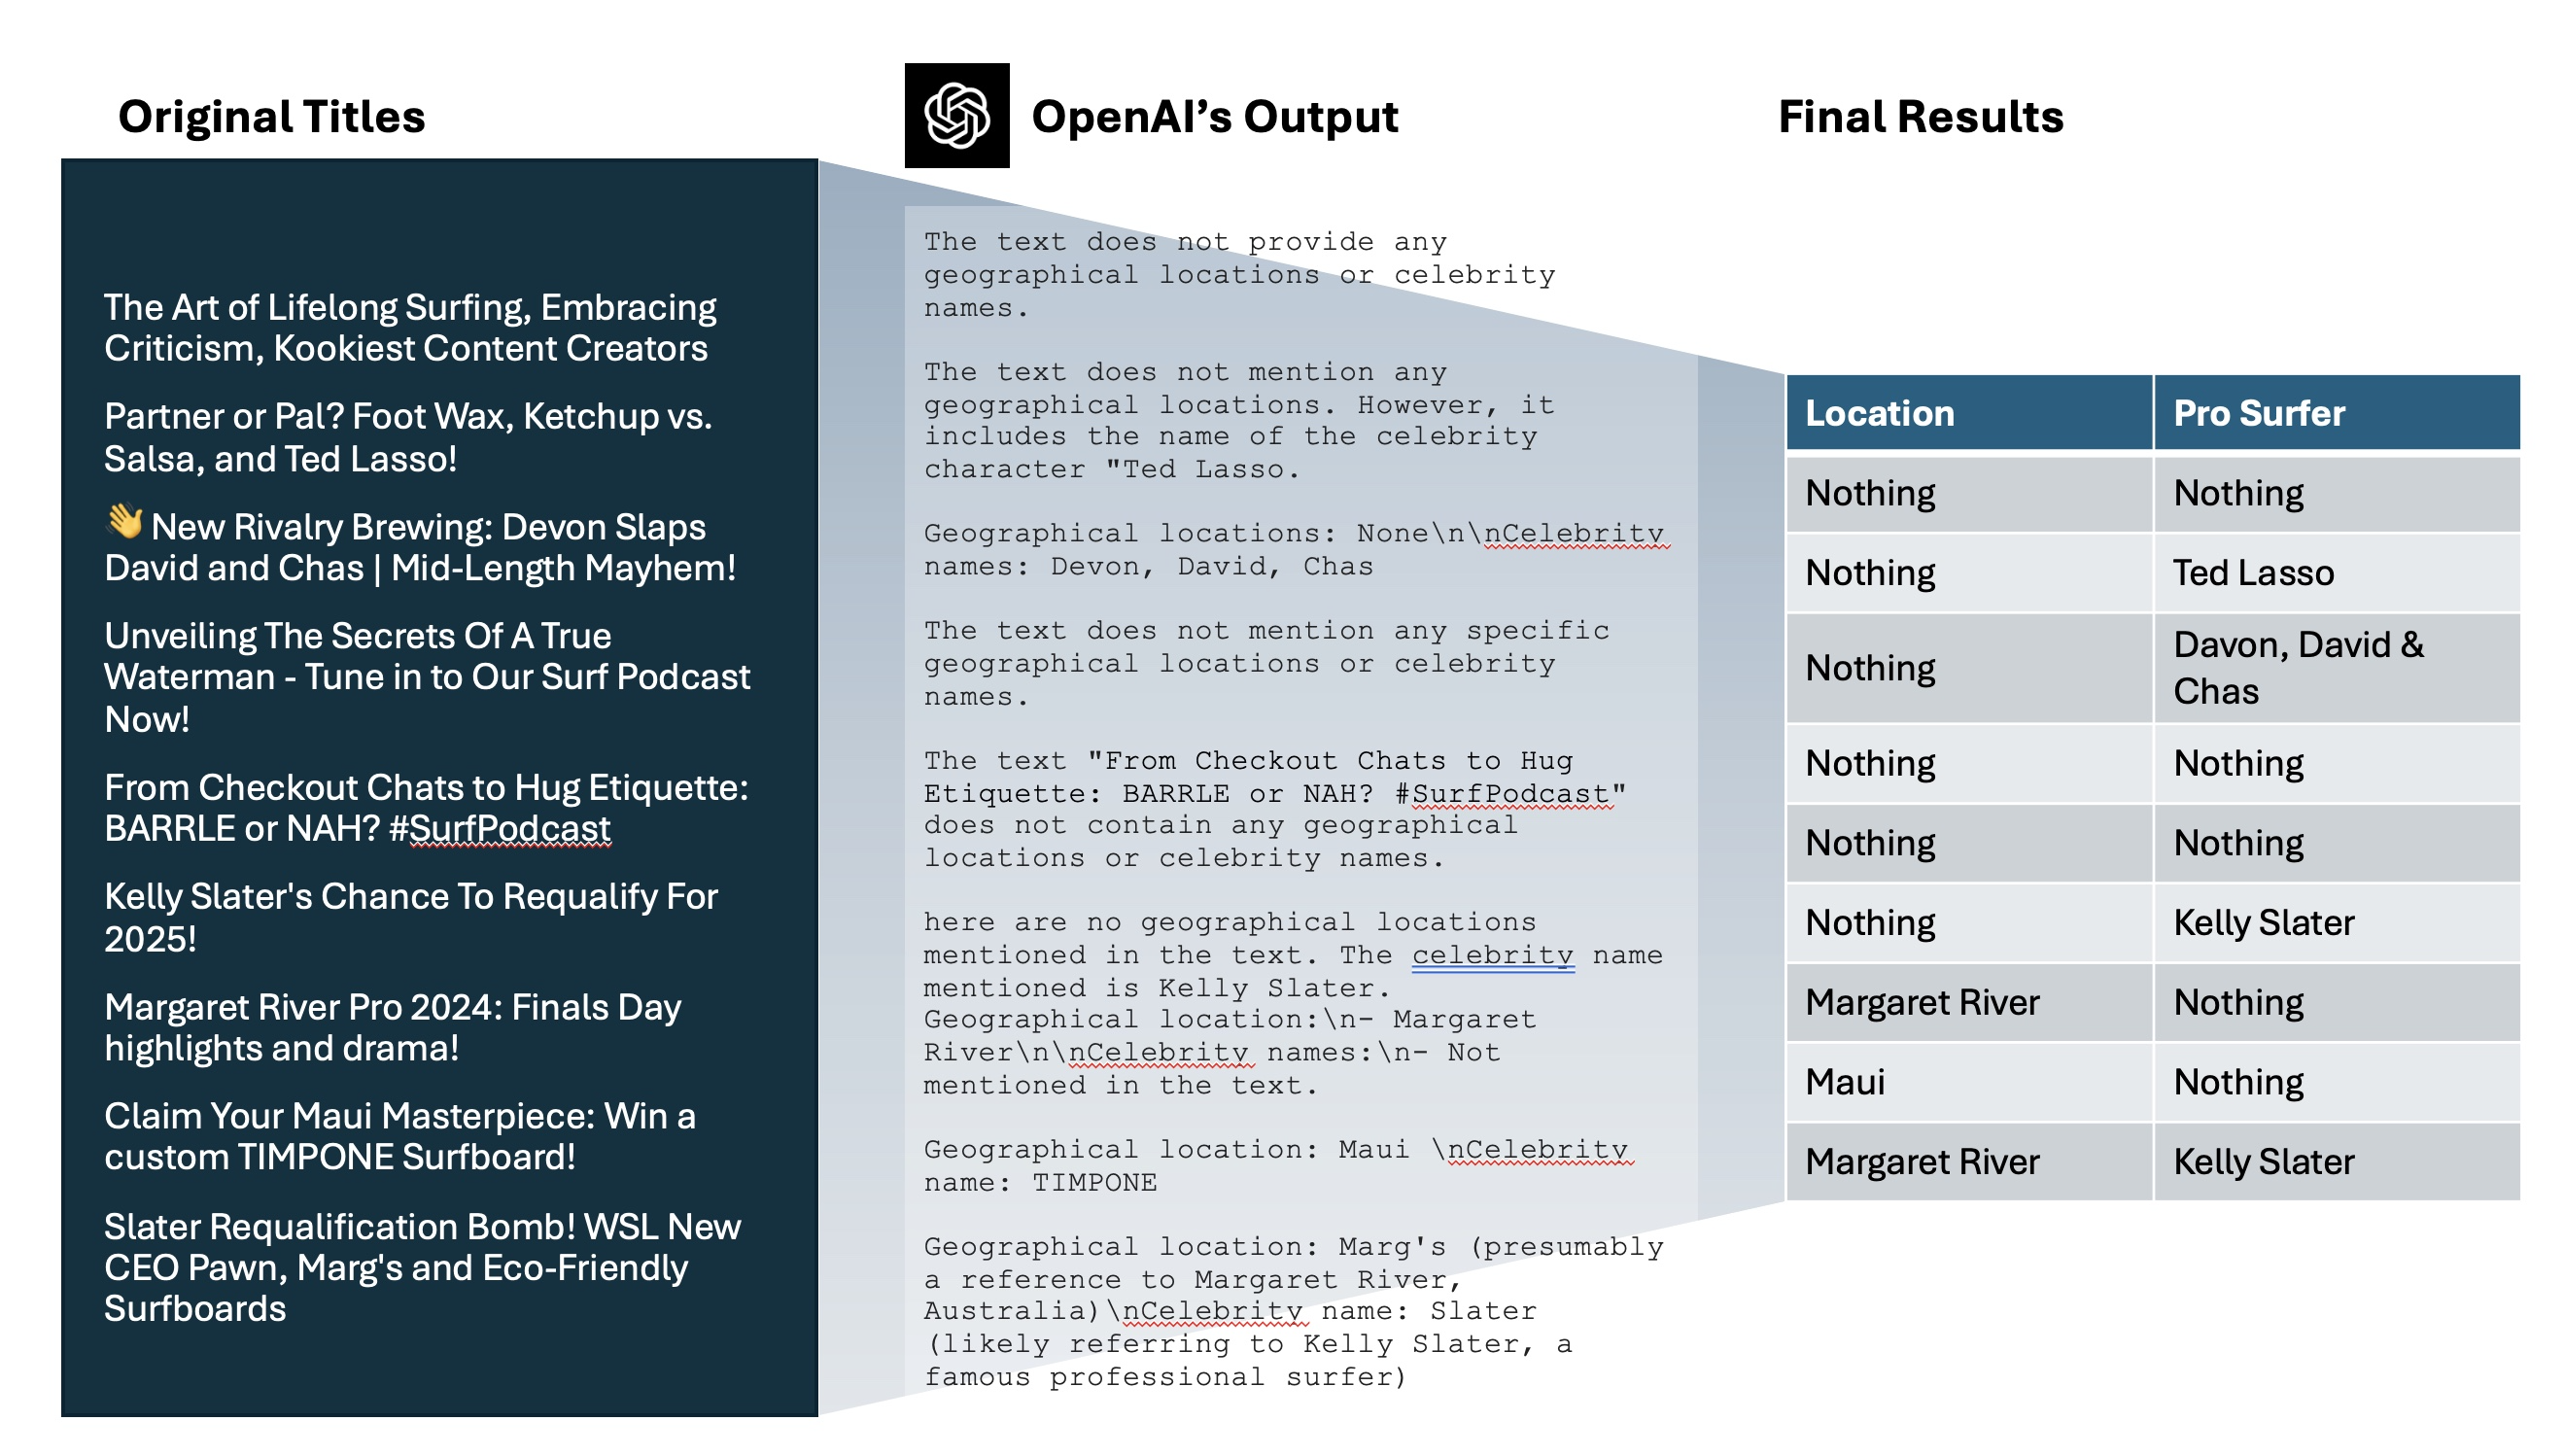 Original Titles
The Art of Lifelong Surfing, Embracing
Criticism, Kookiest Content Creators
Partner or Pal? Foot Wax, Ketchup vs.
Salsa, and Ted Lasso!
👋 New Rivalry Brewing: Devon Slaps
David and Chas | Mid-Length Mayhem!
Unveiling The Secrets Of A True
Waterman - Tune in to Our Surf Podcast
Now!
From Checkout Chats to Hug Etiquette:
BARRLE or NAH? #SurfPodcast
Kelly Slater's Chance To Requalify For
2025!
Margaret River Pro 2024: Finals Day
highlights and drama!
Claim Your Maui Masterpiece: Win a
custom TIMPONE Surfboard!
Slater Requalification Bomb! WSL New
CEO Pawn, Marg's and Eco-Friendly
Surfboards
OpenAI’s Output
The text does not provide any
geographical locations or celebrity
names.
The text does not mention any
geographical locations. However, it
includes the name of the celebrity
character "Ted Lasso.
Geographical locations: None\n\nCelebrity
names: Devon, David, Chas
The text does not mention any specific
geographical locations or celebrity
names.
The text "From Checkout Chats to Hug
Etiquette: BARRLE or NAH? #SurfPodcast"
does not contain any geographical
locations or celebrity names.
here are no geographical locations
mentioned in the text. The celebrity name
mentioned is Kelly Slater.
Geographical location:\n- Margaret
River\n\nCelebrity names:\n- Not
mentioned in the text.
Geographical location: Maui \nCelebrity
name: TIMPONE
Geographical location: Marg's (presumably
a reference to Margaret River,
Australia)\nCelebrity name: Slater
(likely referring to Kelly Slater, a
famous professional surfer)
Final Results
Location Pro Surfer
Nothing Nothing
Nothing Ted Lasso
Nothing Davon, David &
Chas
Nothing Nothing
Nothing Nothing
Nothing Kelly Slater
Margaret River Nothing
Maui Nothing
Margaret River Kelly Slater